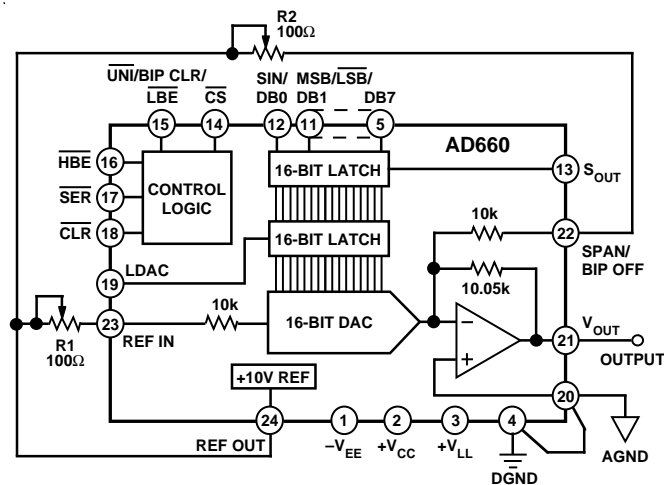 R2
100Ω
UNI/BIP CLR/
LBE
CS
SIN/
DB0
MSB/LSB/
DB1
DB7
15
14
12
11
5
AD660
HBE
16
SER
17
CLR
18
CONTROL
LOGIC
16-BIT LATCH
13
SOUT
10k
22
SPAN/
BIP OFF
LDAC
19
16-BIT LATCH
10.05k
23
REF IN
R1
100Ω
10k
16-BIT DAC
–
+
VOUT
21
OUTPUT
+10V REF
20
AGND
24
REF OUT
1
–VEE
2
+VCC
3
+VLL
4
DGND